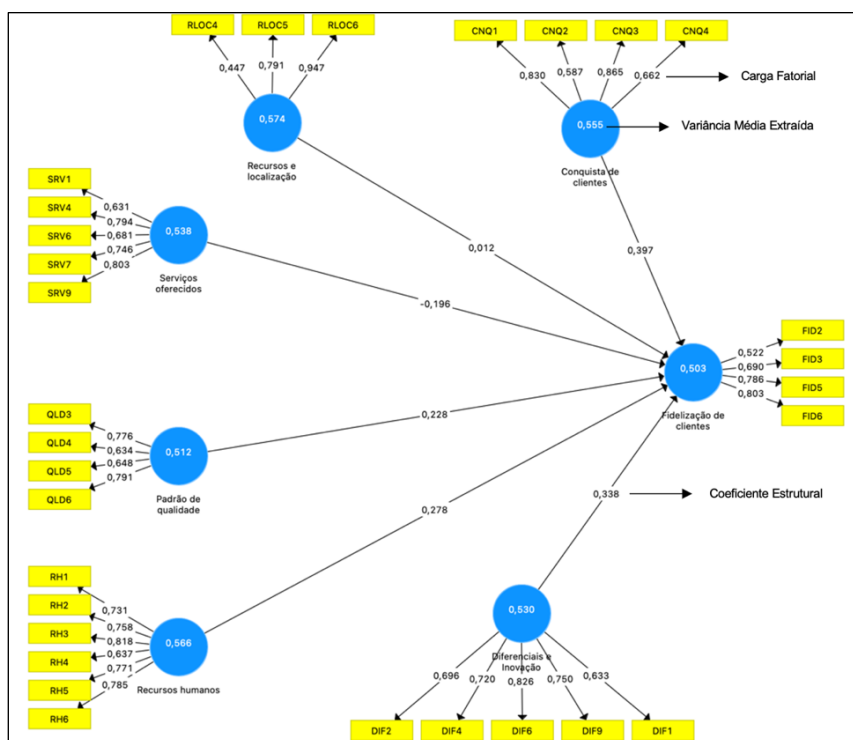 RLOC4
RLOC5
RLOC6
0,447
0,791
0,947
0,574
Recursos e
localização
CNQ1
CNQ2
CNQ3
CNQ4
0,830
0,587
0,865
0,662
Carga Fatorial
0,555
Variância Média Extraída
Conquista de
clientes
SRV1
SRV4
SRV6
SRV7
SRV9
0,631
0,794
0,681
0,746
0,803
0,538
Serviços
oferecidos
0,012
0,397
-0,196
FID2
FID3
FID5
FID6
0,522
0,690
0,786
0,803
0,503
Fidelização de
clientes
QLD3
QLD4
QLD5
QLD6
0,776
0,634
0,648
0,791
0,512
Padrão de
qualidade
0,228
0,278
0,338
Coeficiente Estrutural
RH1
RH2
RH3
RH4
RH5
RH6
0,731
0,758
0,818
0,637
0,771
0,785
0,566
Recursos humanos
0,530
Diferenciais e
Inovação
0,696
0,720
0,826
0,750
0,633
DIF2
DIF4
DIF6
DIF9
DIF1